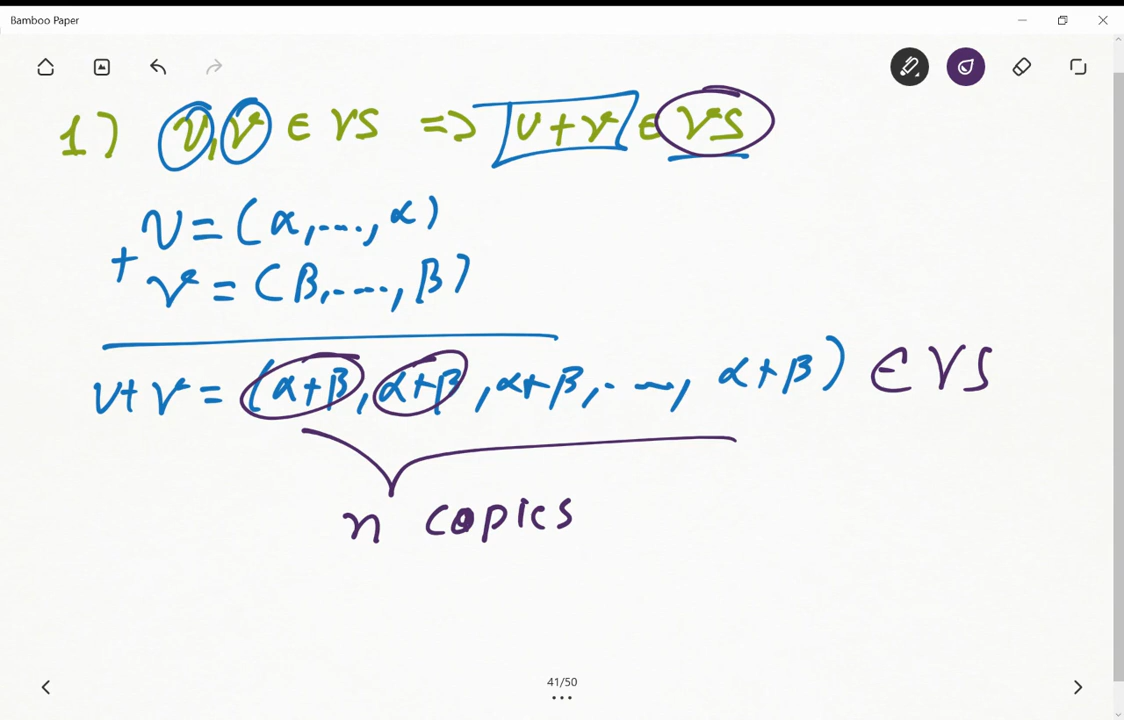 Bamboo Paper
1) U, V ∈ VS => U + V ∈ VS
U = (α, ..., α)
+ V = (β, ...., β)
U + V = (α+β, α+β, α+β, ..., α+β) ∈ VS
n copies
41/50